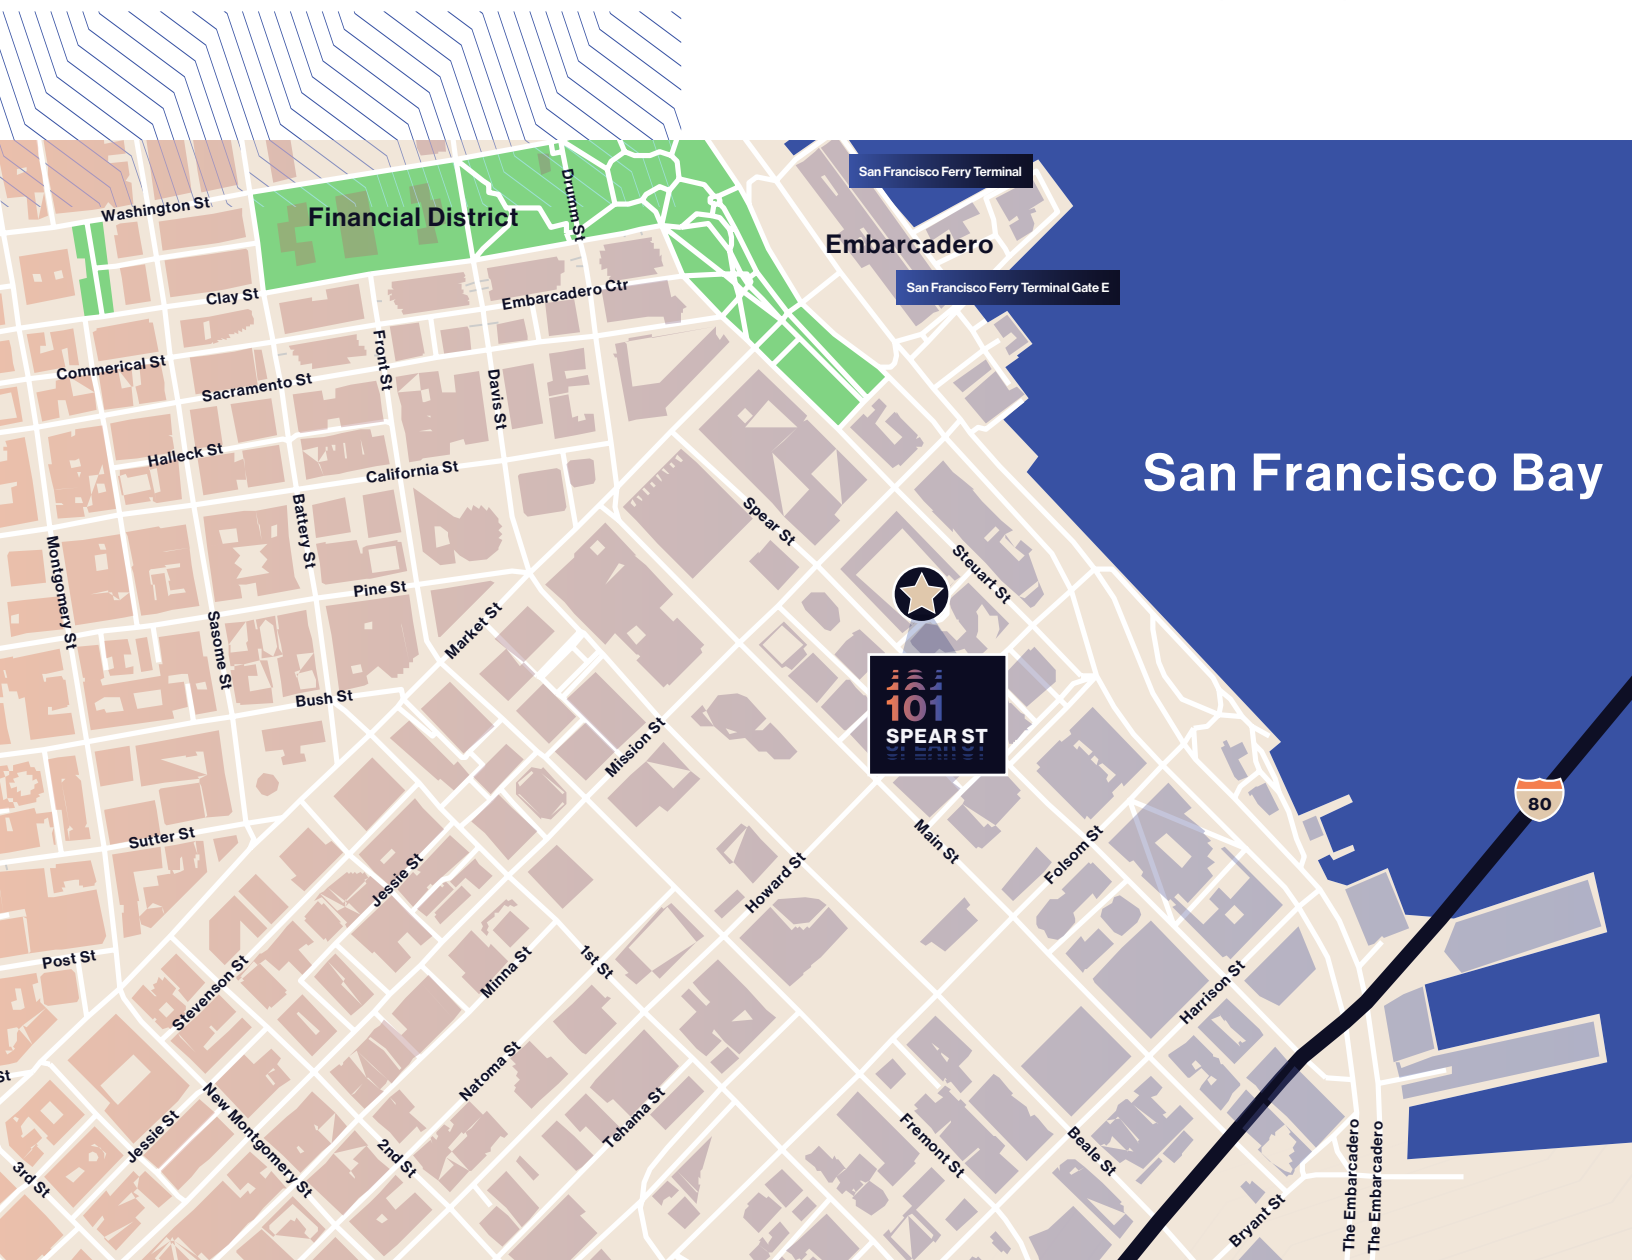 San Francisco Ferry Terminal
Drumm St
Washington St
Financial District
Embarcadero
San Francisco Ferry Terminal Gate E
Clay St
Embarcadero Ctr
Front St
Commerical St
Sacramento St
Davis St
Halleck St
California St
San Francisco Bay
Battery St
Spear St
Montgomery St
Steuart St
Pine St
Market St
Sasome St
101
101
SPEAR ST
SPEAR ST
Bush St
Mission St
80
Sutter St
Main St
Folsom St
Jessie St
Howard St
Post St
1st St
Minna St
Stevenson St
Harrison St
St
Natoma St
New Montgomery St
Tehama St
Jessie St
Fremont St
Beale St
2nd St
3rd St
The Embarcadero
The Embarcadero
Bryant St